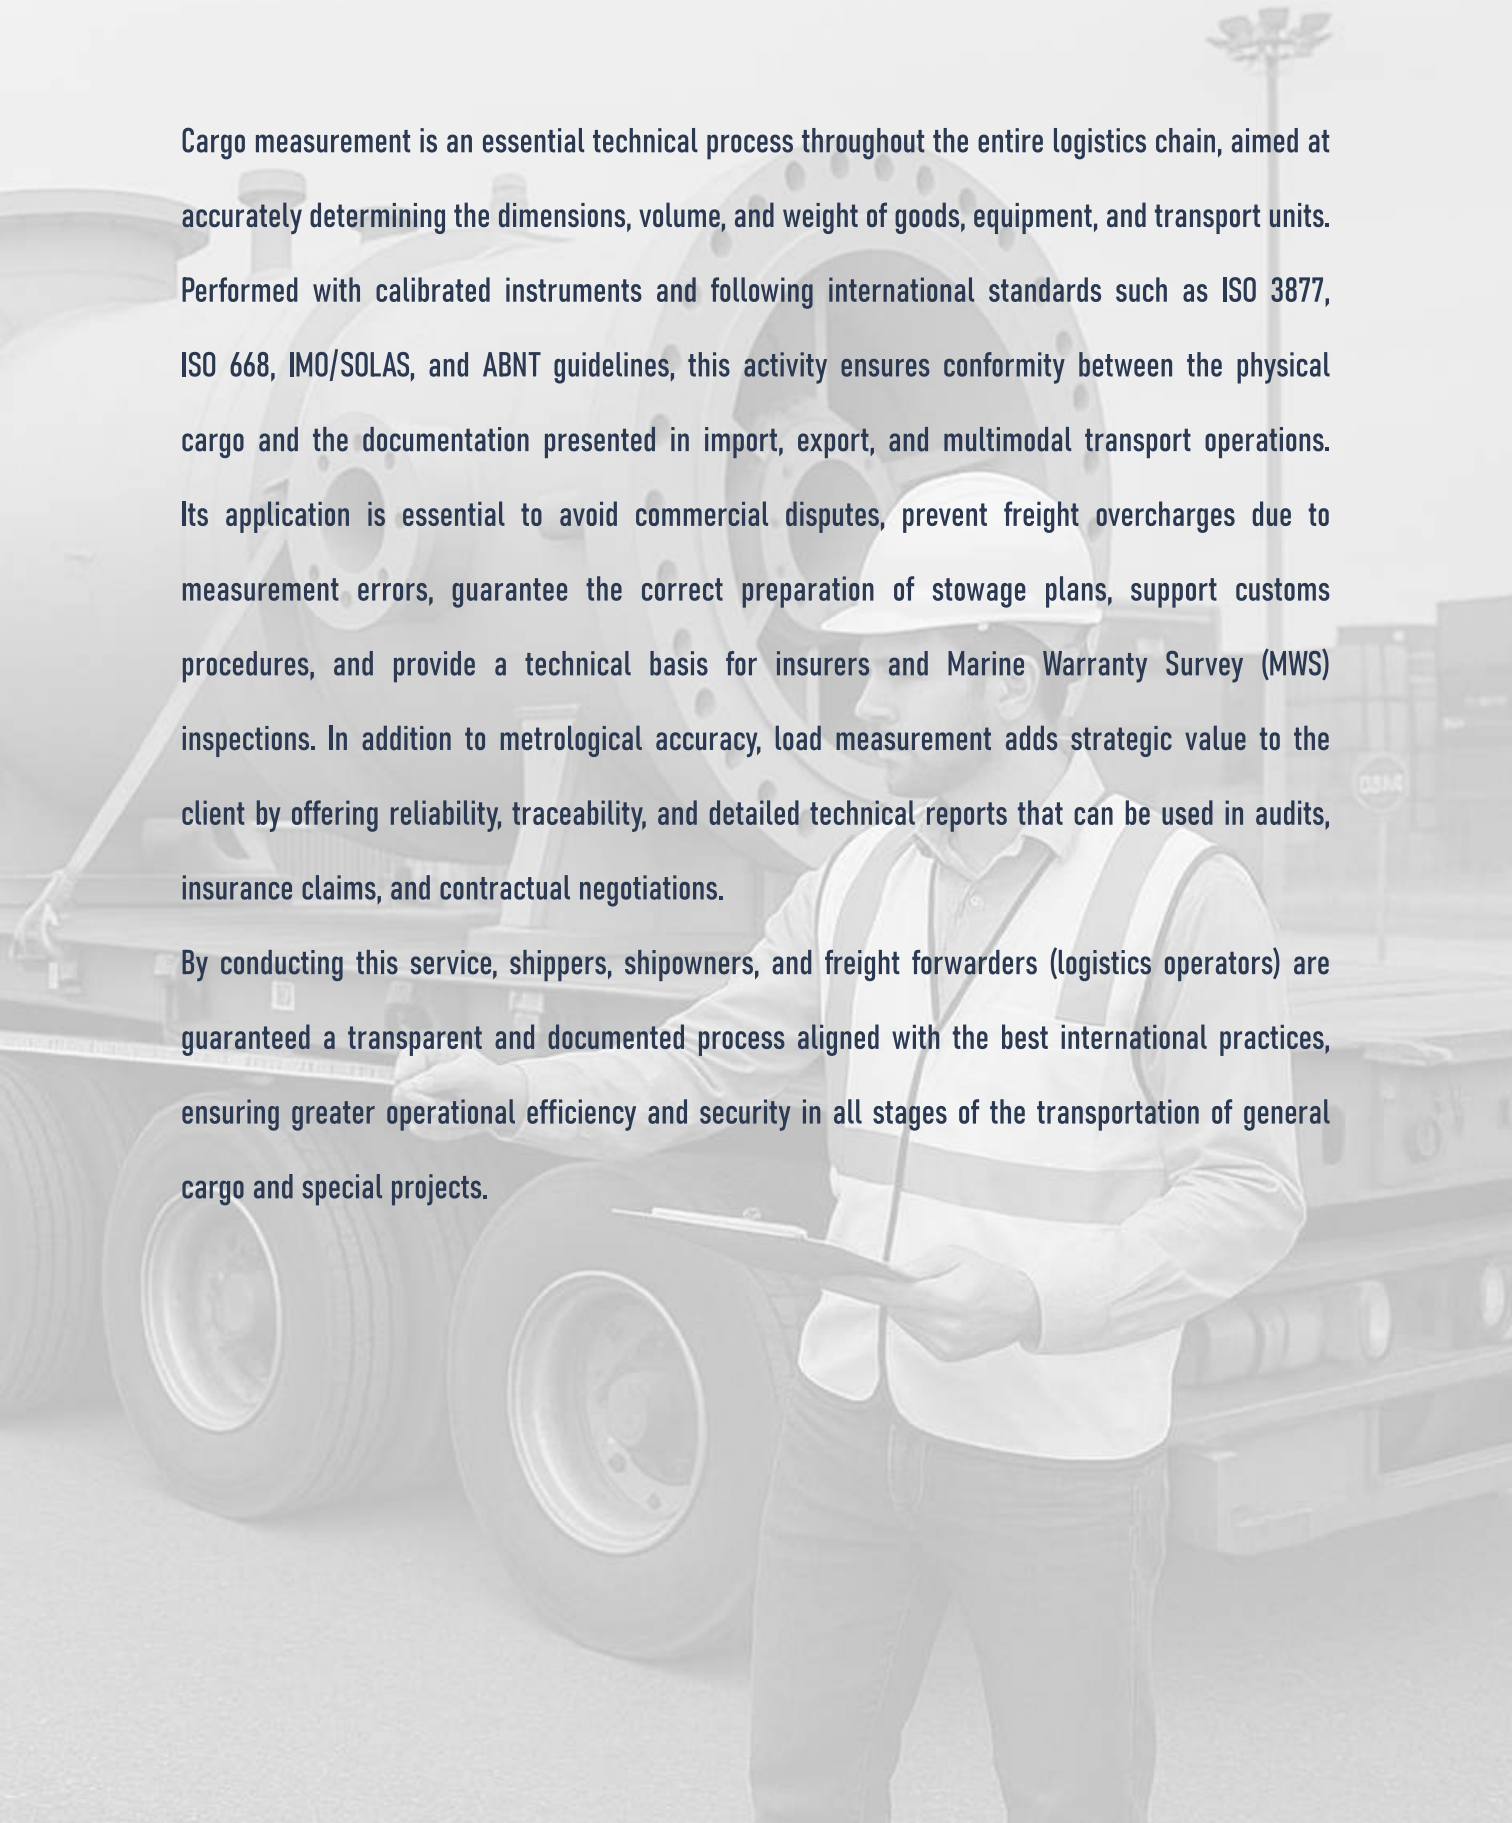 Cargo measurement is an essential technical process throughout the entire logistics chain, aimed at
accurately determining the dimensions, volume, and weight of goods, equipment, and transport units.
Performed with calibrated instruments and following international standards such as ISO 3877,
ISO 668, IMO/SOLAS, and ABNT guidelines, this activity ensures conformity between the physical
cargo and the documentation presented in import, export, and multimodal transport operations.
Its application is essential to avoid commercial disputes, prevent freight overcharges due to
measurement errors, guarantee the correct preparation of stowage plans, support customs
procedures, and provide a technical basis for insurers and Marine Warranty Survey (MWS)
inspections. In addition to metrological accuracy, load measurement adds strategic value to the
client by offering reliability, traceability, and detailed technical reports that can be used in audits,
insurance claims, and contractual negotiations.
By conducting this service, shippers, shipowners, and freight forwarders (logistics operators) are
guaranteed a transparent and documented process aligned with the best international practices,
ensuring greater operational efficiency and security in all stages of the transportation of general
cargo and special projects.